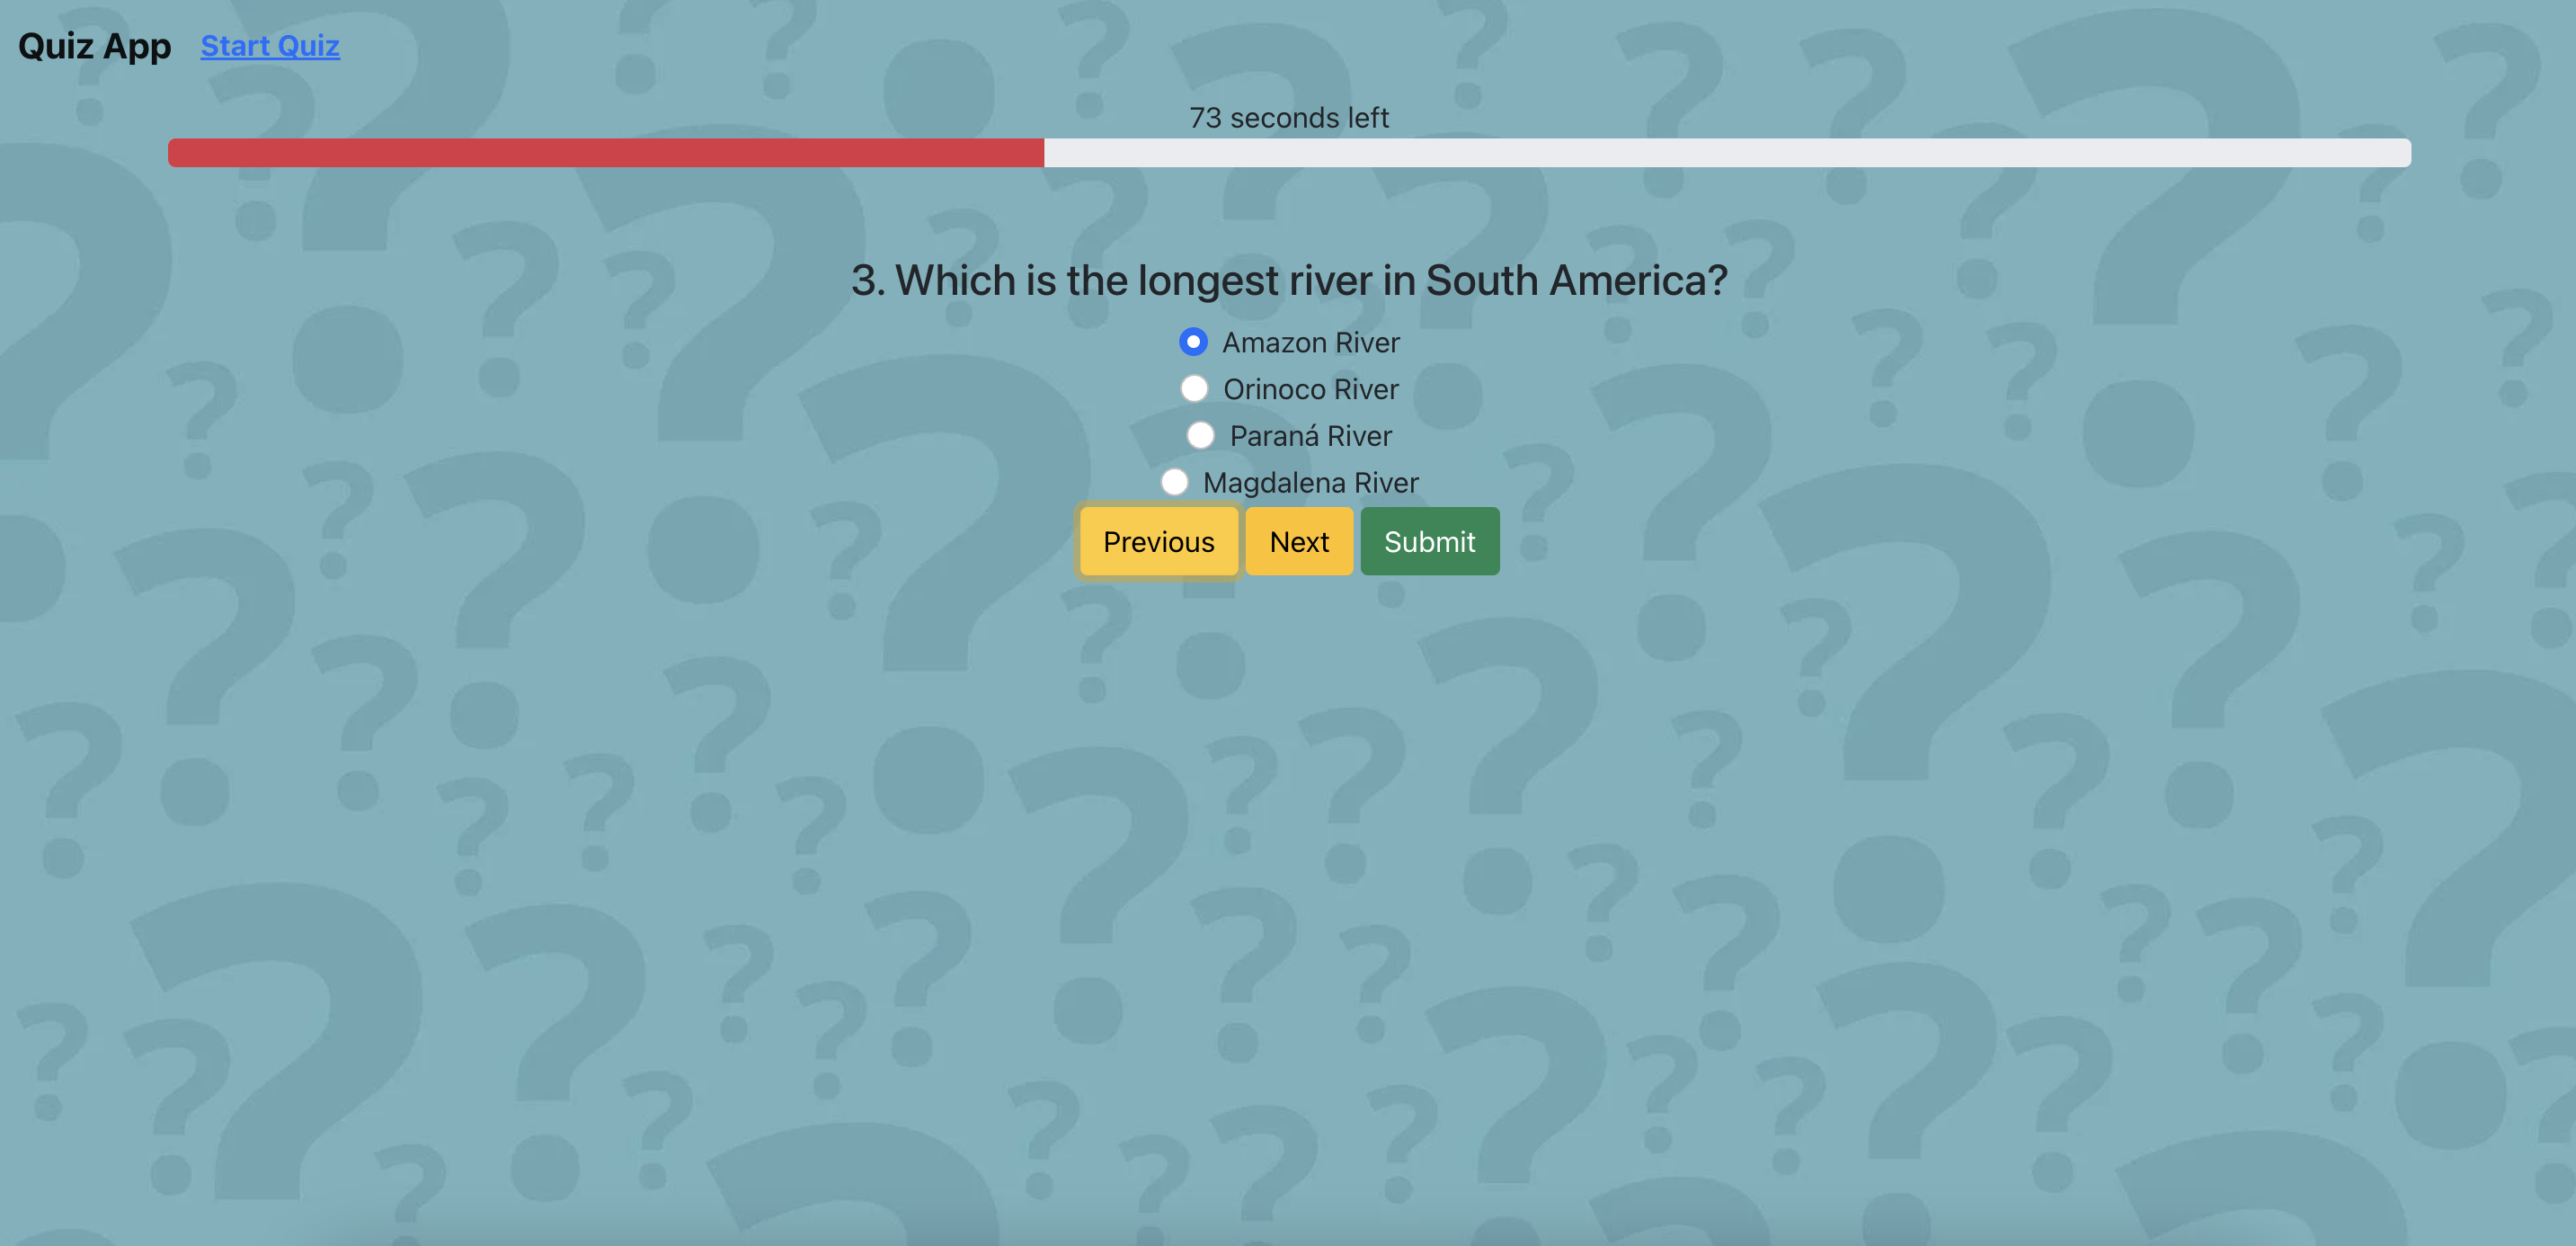 Quiz App Start Quiz
73 seconds left
3. Which is the longest river in South America?
Amazon River
Orinoco River
Paraná River
Magdalena River
Previous Next Submit